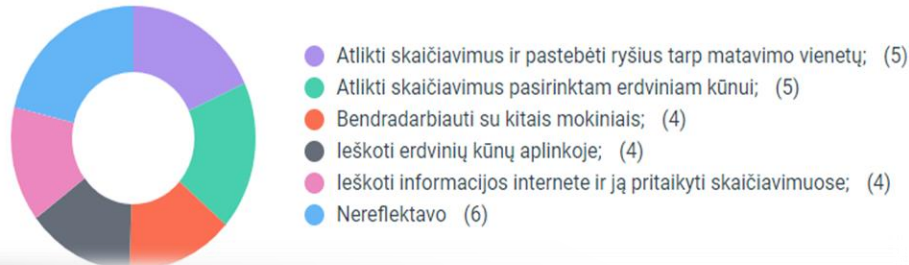 Atlikti skaičiavimus ir pastebėti ryšius tarp matavimo vienetų; (5)
Atlikti skaičiavimus pasirinktam erdviniam kūnui; (5)
Bendradarbiauti su kitais mokiniais; (4)
Ieškoti erdvinių kūnų aplinkoje; (4)
Ieškoti informacijos internete ir ją pritaikyti skaičiavimuose; (4)
Nereflektavo (6)